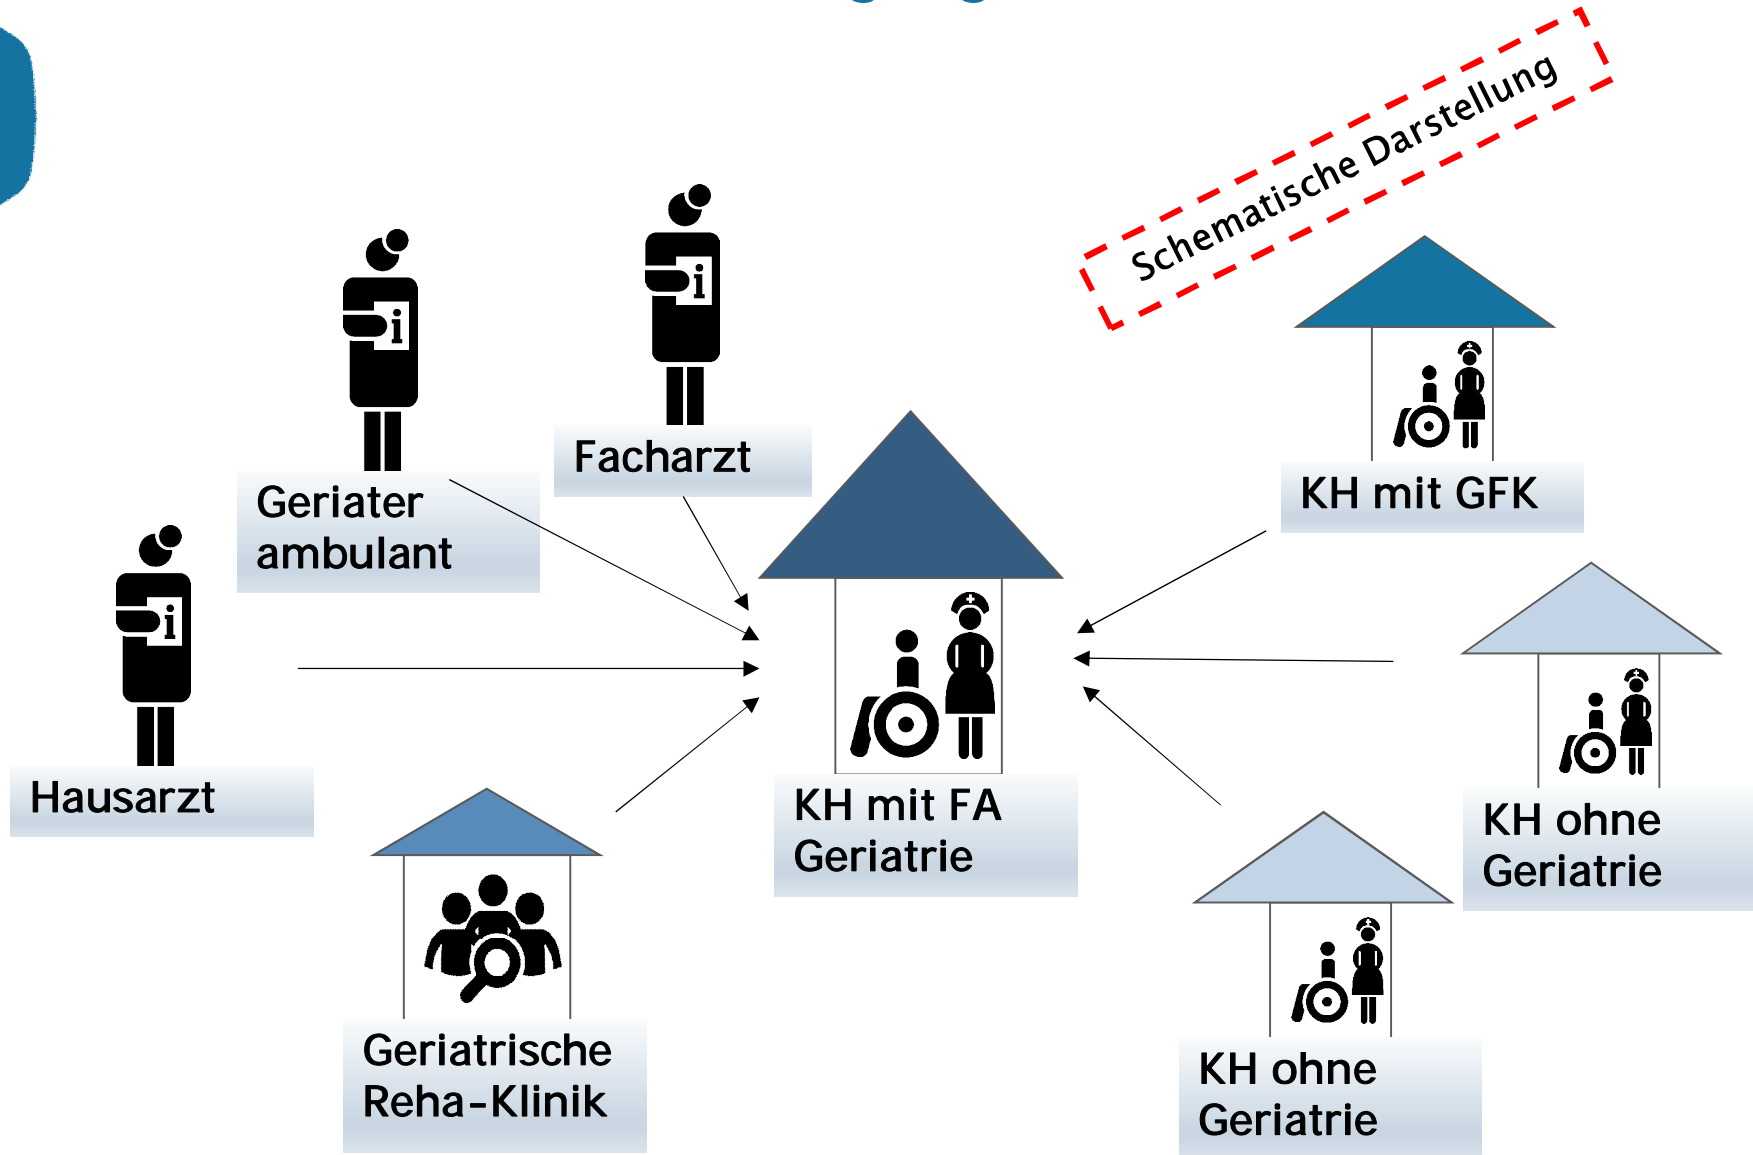 Schematische Darstellung
Facharzt
Geriater
ambulant
KH mit GFK
Hausarzt
KH mit FA
Geriatrie
KH ohne
Geriatrie
Geriatrische
Reha-Klinik
KH ohne
Geriatrie
i
i
i